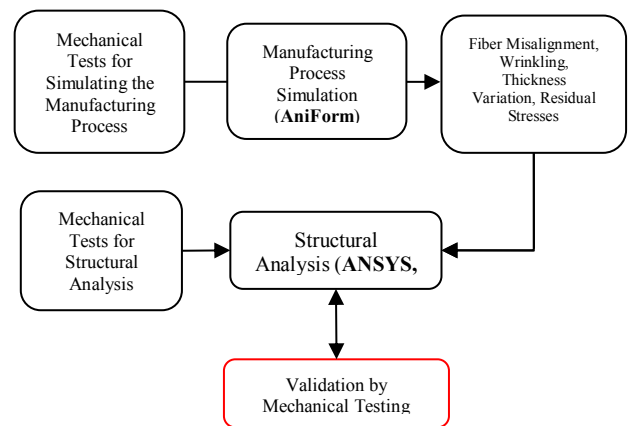 Mechanical
Tests for
Simulating the
Manufacturing
Process
Manufacturing
Process
Simulation
(AniForm)
Fiber Misalignment,
Wrinkling,
Thickness
Variation, Residual
Stresses
Mechanical
Tests for
Structural
Analysis
Structural
Analysis (ANSYS,
Validation by
Mechanical Testing